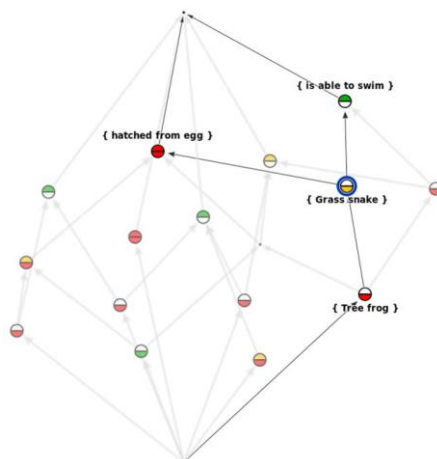 { is able to swim }
{ hatched from egg }
{ Grass snake }
{ Tree frog }